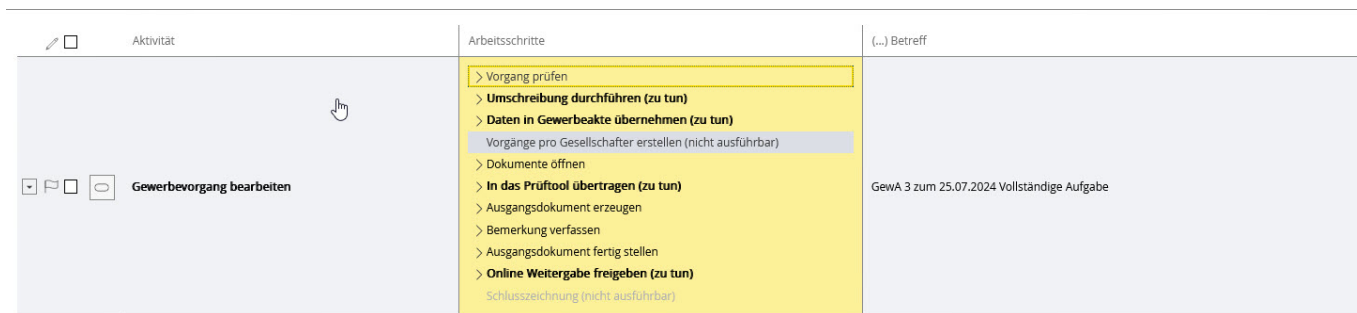 Aktivität
Arbeitsschritte
(...) Betreff
Vorgang prüfen
Umschreibung durchführen (zu tun)
Daten in Gewerbeakte übernehmen (zu tun)
Vorgänge pro Gesellschafter erstellen (nicht ausführbar)
Dokumente öffnen
Gewerbevorgang bearbeiten
In das Prüftool übertragen (zu tun)
GewA 3 zum 25.07.2024 Vollständige Aufgabe
Ausgangsdokument erzeugen
Bemerkung verfassen
Ausgangsdokument fertig stellen
Online Weitergabe freigeben (zu tun)
Schlusszeichnung (nicht ausführbar)